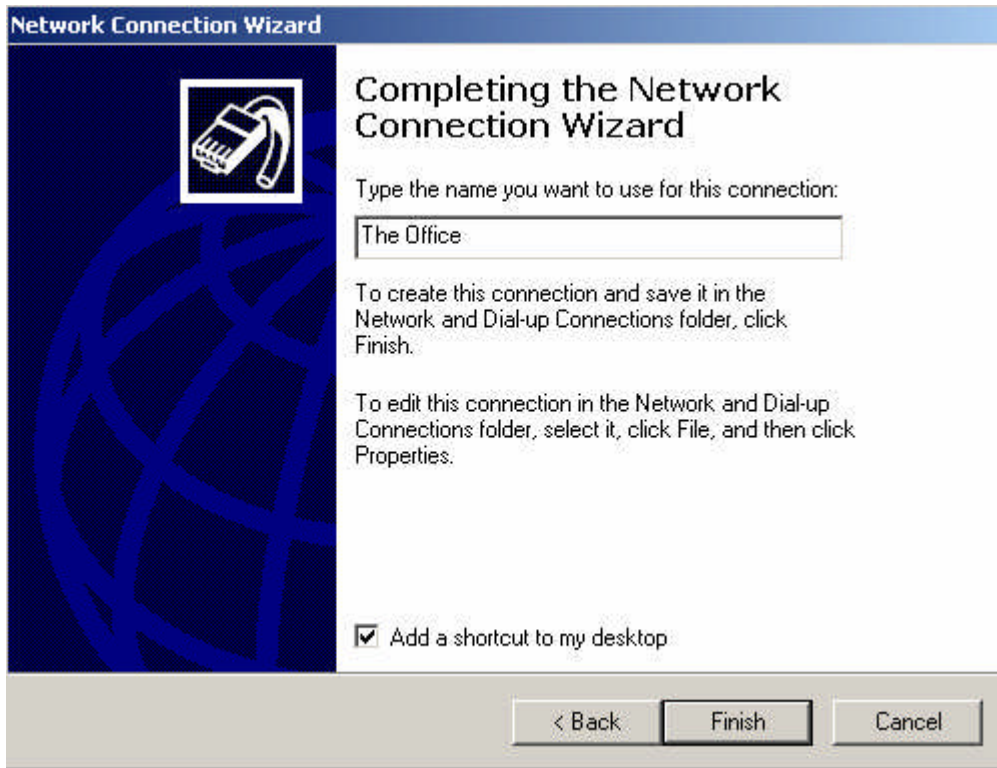 Network Connection Wizard
Completing the Network
Connection Wizard
Type the name you want to use for this connection:
The Office
To create this connection and save it in the
Network and Dial-up Connections folder, click
Finish.
To edit this connection in the Network and Dial-up
Connections folder, select it, click File, and then click
Properties.
Add a shortcut to my desktop
< Back
Finish
Cancel